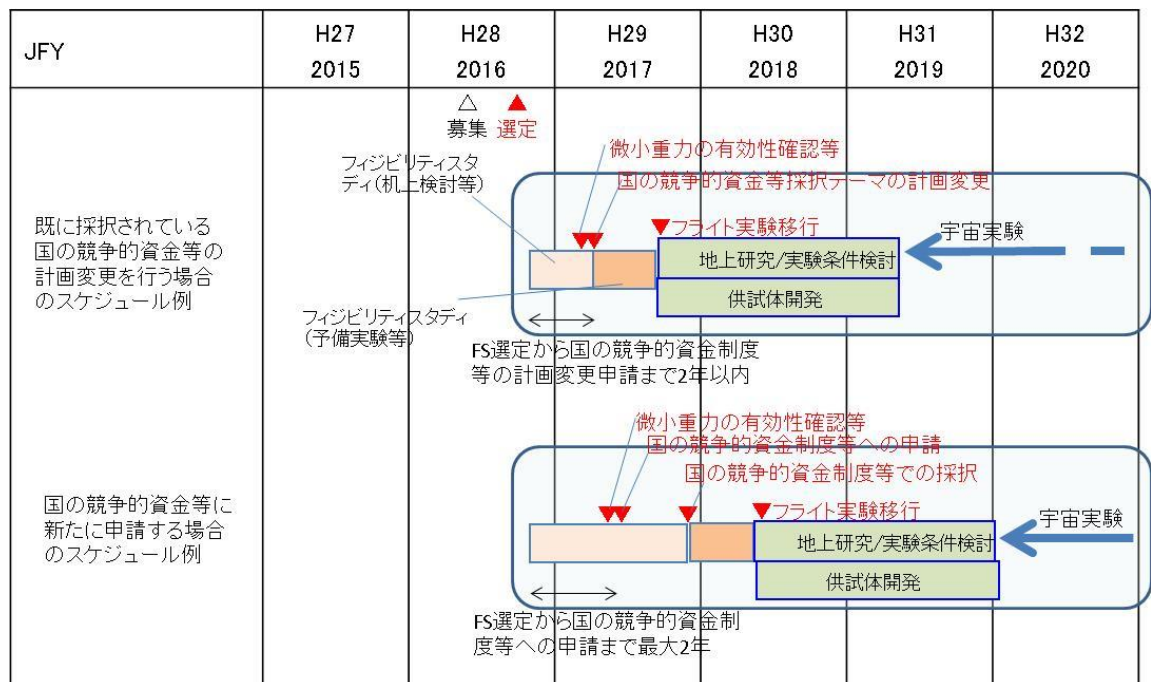 JFY
H27
2015
H28
2016
H29
2017
H30
2018
H31
2019
H32
2020
△
募集
▲
選定
既に採択されている
国の競争的資金等の
計画変更を行う場合
のスケジュール例
フィジビリティスタ
ディ(机上検討等)
微小重力の有効性確認等
国の競争的資金等採択テーマの計画変更
▼フライト実験移行
宇宙実験
地上研究/実験条件検討
供試体開発
フィジビリティスタディ
(予備実験等)
FS選定から国の競争的資金制度
等の計画変更申請まで2年以内
国の競争的資金等に
新たに申請する場合
のスケジュール例
微小重力の有効性確認等
国の競争的資金制度等への申請
国の競争的資金制度等での採択
▼フライト実験移行
宇宙実験
地上研究/実験条件検討
供試体開発
FS選定から国の競争的資金制
度等への申請まで最大2年